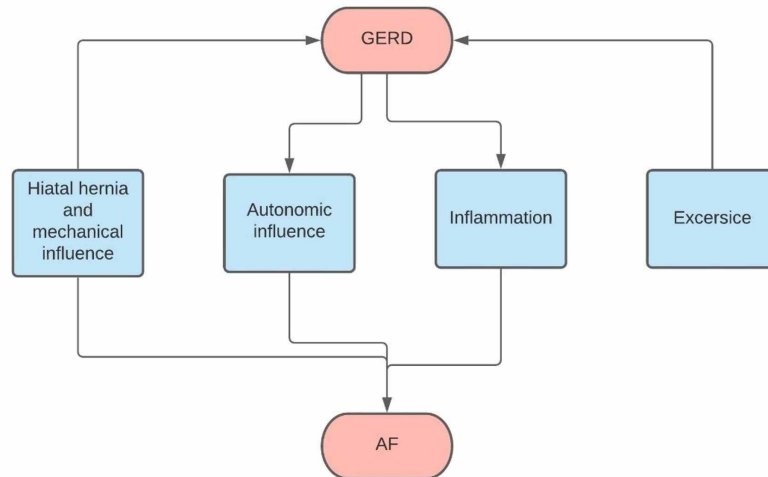 GERD
Hiatal hernia
and
mechanical
influence
Autonomic
influence
Inflammation
Excersice
AF